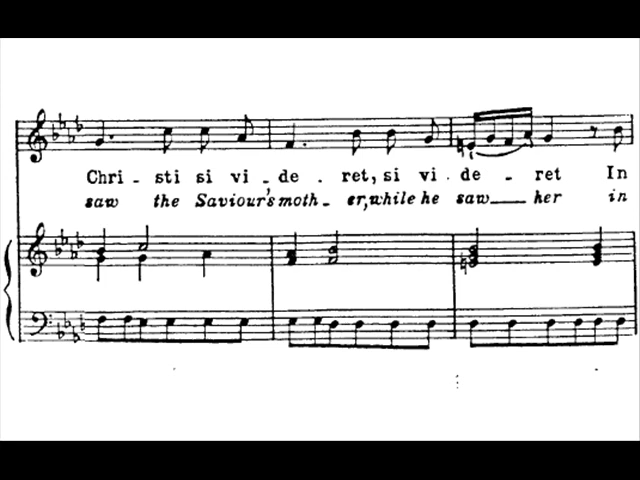 Chri - sti si vi - de - ret, si vi - de - ret In
saw the Saviour's moth - er, while he saw her in